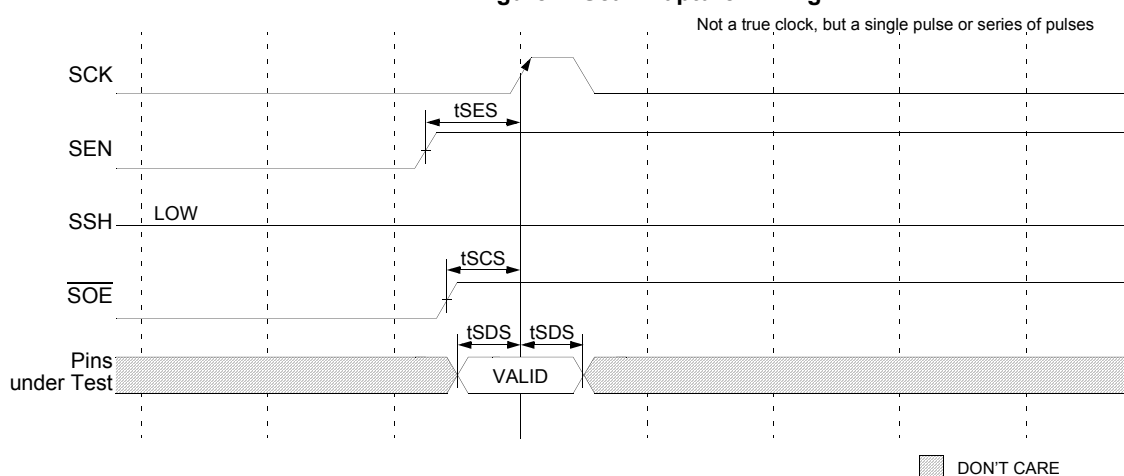 Not a true clock, but a single pulse or series of pulses
SCK
tSES
SEN
SSH
LOW
tSCS
SOE
tSDS
tSDS
Pins
under Test
VALID
DON'T CARE